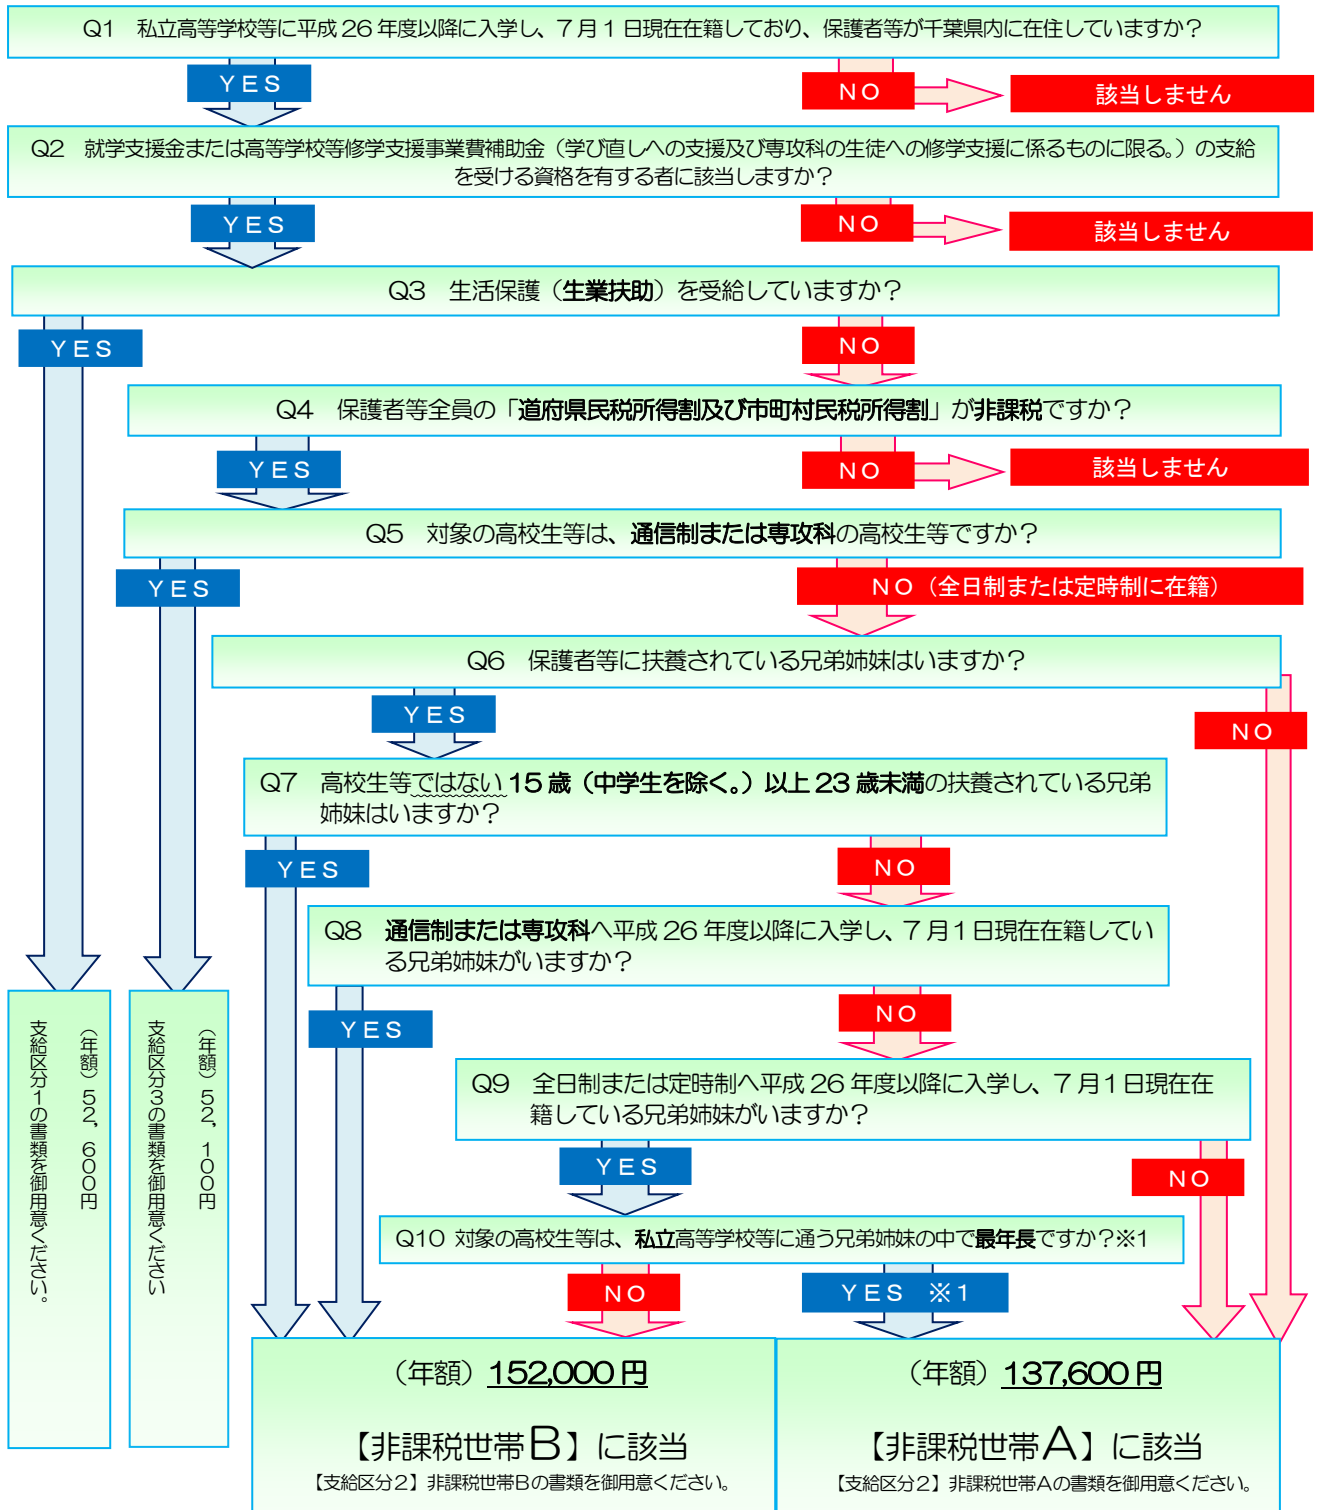 Q1　私立高等学校等に平成26年度以降に入学し、7月1日現在在籍しており、保護者等が千葉県内に在住していますか？
YES
NO
該当しません
Q2　就学支援金または高等学校等修学支援事業費補助金（学び直しへの支援及び専攻科の生徒への修学支援に係るものに限る。）の支給
を受ける資格を有する者に該当しますか？
YES
NO
該当しません
Q3　生活保護（生業扶助）を受給していますか？
YES
NO
Q4　保護者等全員の「道府県民税所得割及び市町村民税所得割」が非課税ですか？
YES
NO
該当しません
Q5　対象の高校生等は、通信制または専攻科の高校生等ですか？
YES
NO（全日制または定時制に在籍）
Q6　保護者等に扶養されている兄弟姉妹はいますか？
YES
NO
Q7　高校生等ではない15歳（中学生を除く。）以上23歳未満の扶養されている兄弟
姉妹はいますか？
YES
NO
Q8　通信制または専攻科へ平成26年度以降に入学し、7月1日現在在籍してい
る兄弟姉妹がいますか？
YES
NO
Q9　全日制または定時制へ平成26年度以降に入学し、7月1日現在在
籍している兄弟姉妹がいますか？
YES
NO
Q10 対象の高校生等は、私立高等学校等に通う兄弟姉妹の中で最年長ですか？※1
NO
YES　※1
（年額）52，600円
支給区分1の書類を御用意ください。
（年額）52，100円
支給区分3の書類を御用意ください
（年額）152,000円
【非課税世帯B】に該当
【支給区分2】非課税世帯Bの書類を御用意ください。
（年額）137,600円
【非課税世帯A】に該当
【支給区分2】非課税世帯Aの書類を御用意ください。